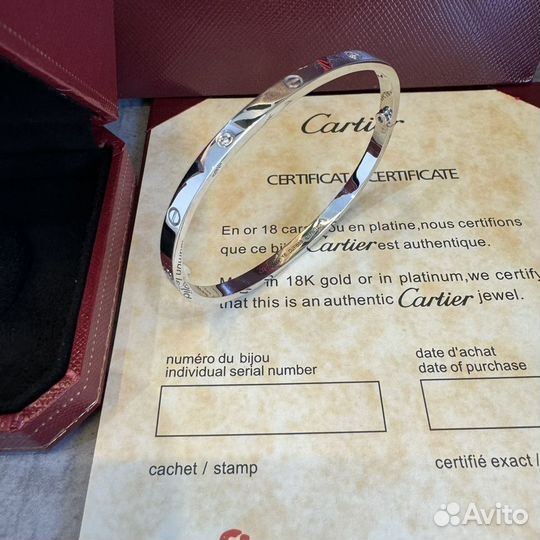 Cartier
CERTIFICAT CERTIFICATE
En or 18 cara ou en platine,nous certifions
que ce bi Cartier est authentique.
in 18K gold or in platinum,we certify
that this is an authentic Cartier jewel.
numéro du bijou
individual serial number
date d'achat
date of purchase
cachet / stamp
certifié exact /
Avito